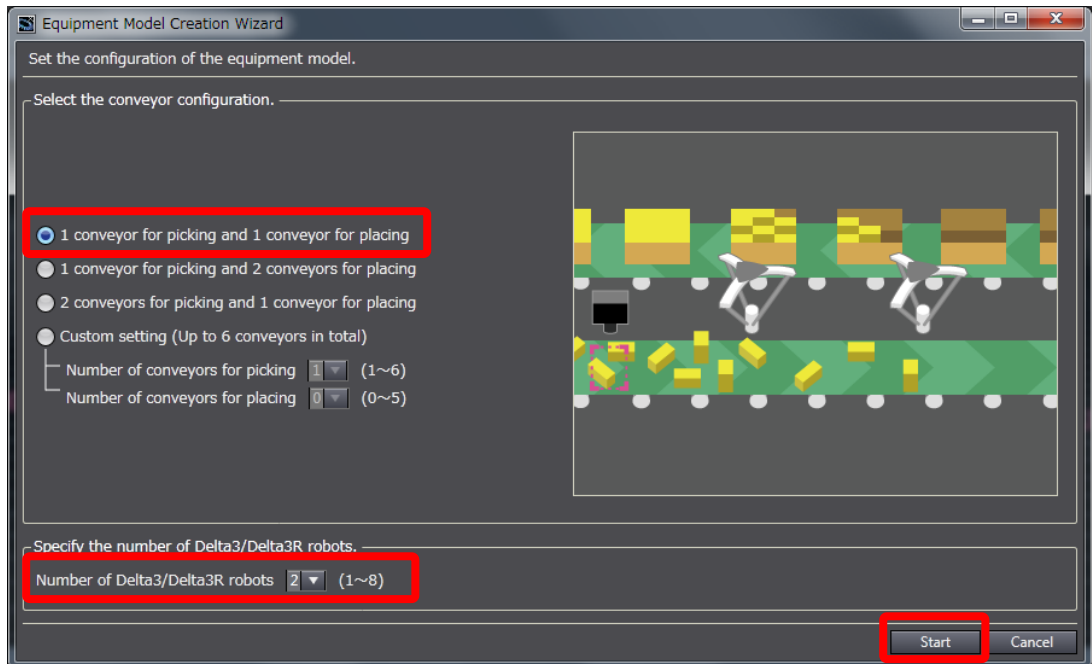 Equipment Model Creation Wizard
Set the configuration of the equipment model.
Select the conveyor configuration.
1 conveyor for picking and 1 conveyor for placing
1 conveyor for picking and 2 conveyors for placing
2 conveyors for picking and 1 conveyor for placing
Custom setting (Up to 6 conveyors in total)
Number of conveyors for picking 1 (1~6)
Number of conveyors for placing 0 (0~5)
Specify the number of Delta3/Delta3R robots.
Number of Delta3/Delta3R robots 2 (1~8)
Start Cancel